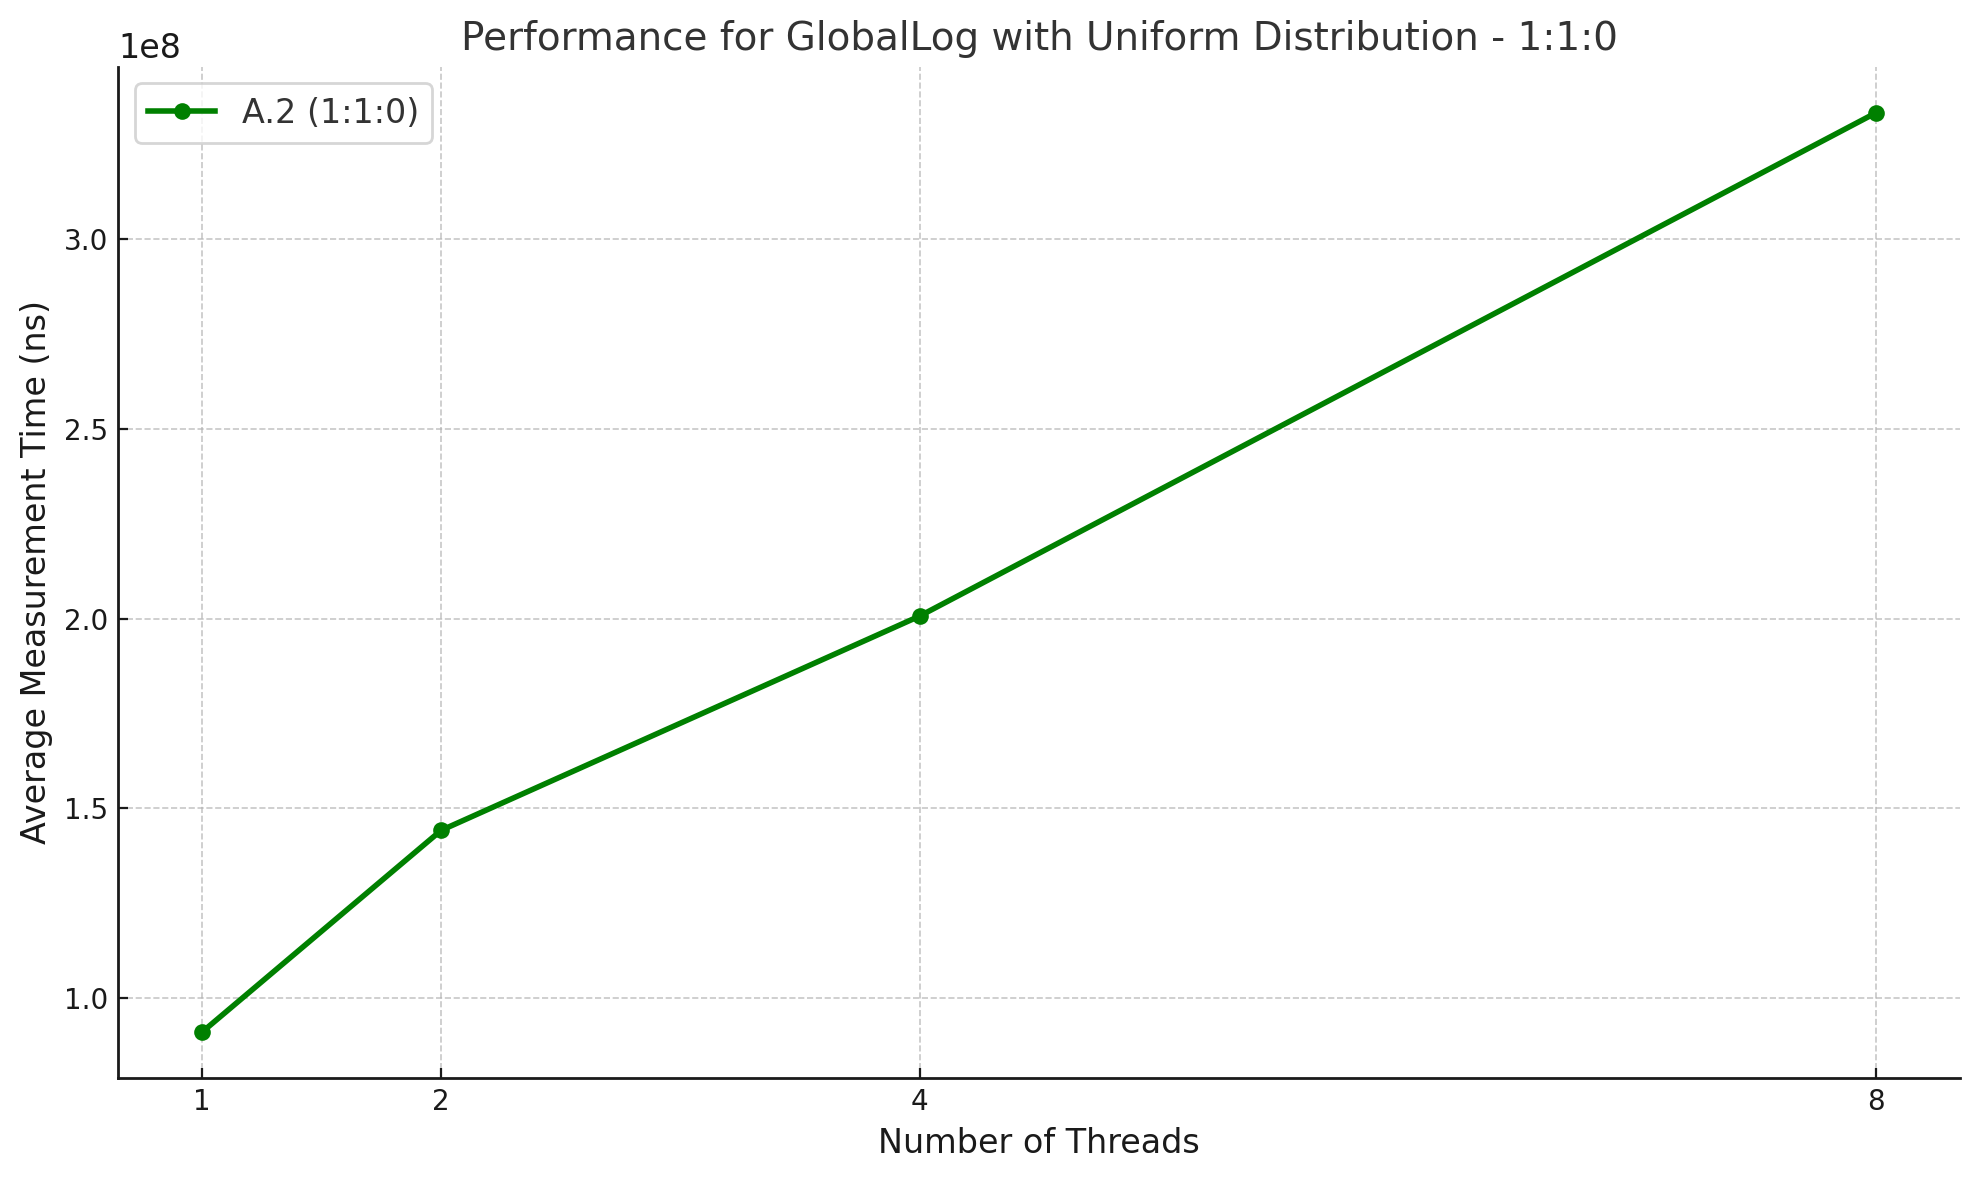 Performance for GlobalLog with Uniform Distribution - 1:1:0
1e8
A.2 (1:1:0)
3.0
2.5
2.0
1.5
1.0
Average Measurement Time (ns)
1 2 4 8
Number of Threads